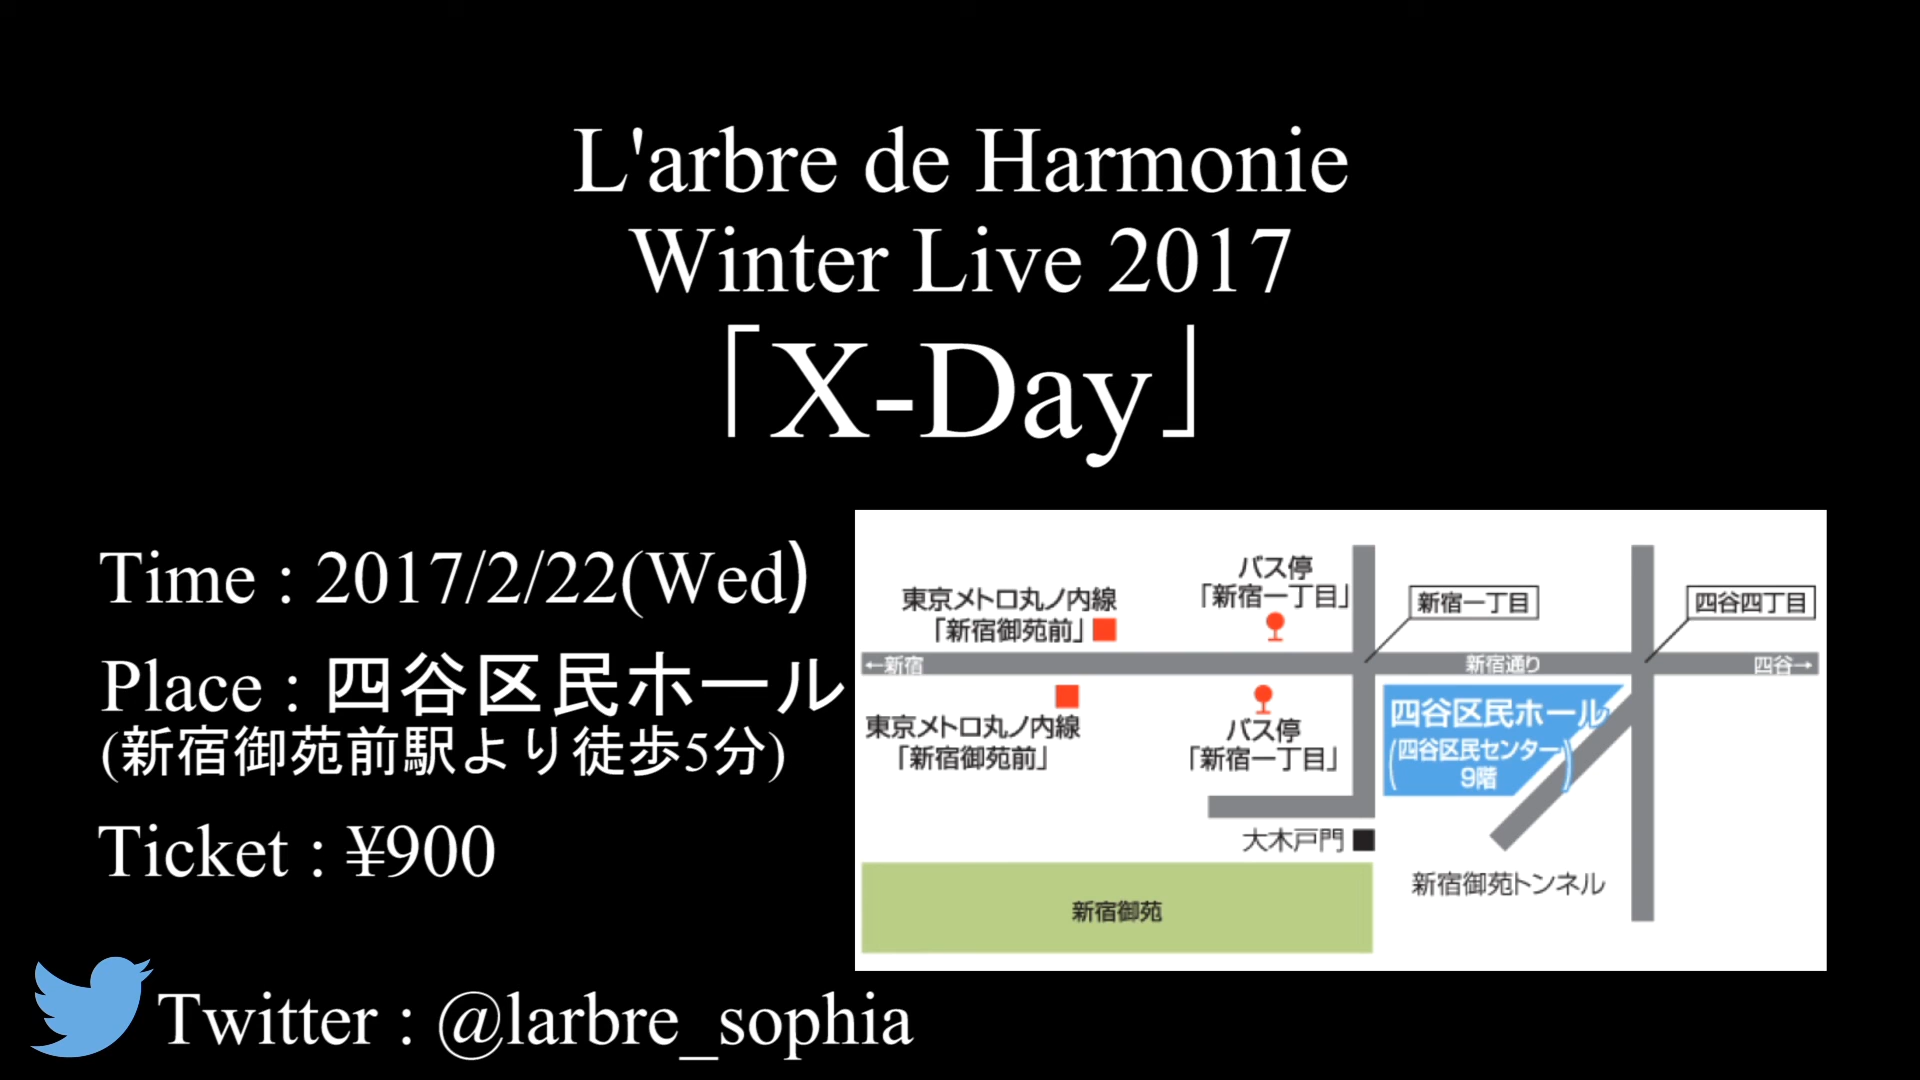 L'arbre de Harmonie
Winter Live 2017
「X-Day」
Time : 2017/2/22(Wed)
Place : 四谷区民ホール
(新宿御苑前駅より徒歩5分)
Ticket : ¥900
Twitter : @larbre_sophia
東京メトロ丸ノ内線
「新宿御苑前」
バス停
「新宿一丁目」
新宿一丁目
四谷四丁目
←新宿
新宿通り
四谷→
東京メトロ丸ノ内線
「新宿御苑前」
バス停
「新宿一丁目」
四谷区民ホール
(四谷区民センター)
9階
大木戸門
新宿御苑トンネル
新宿御苑